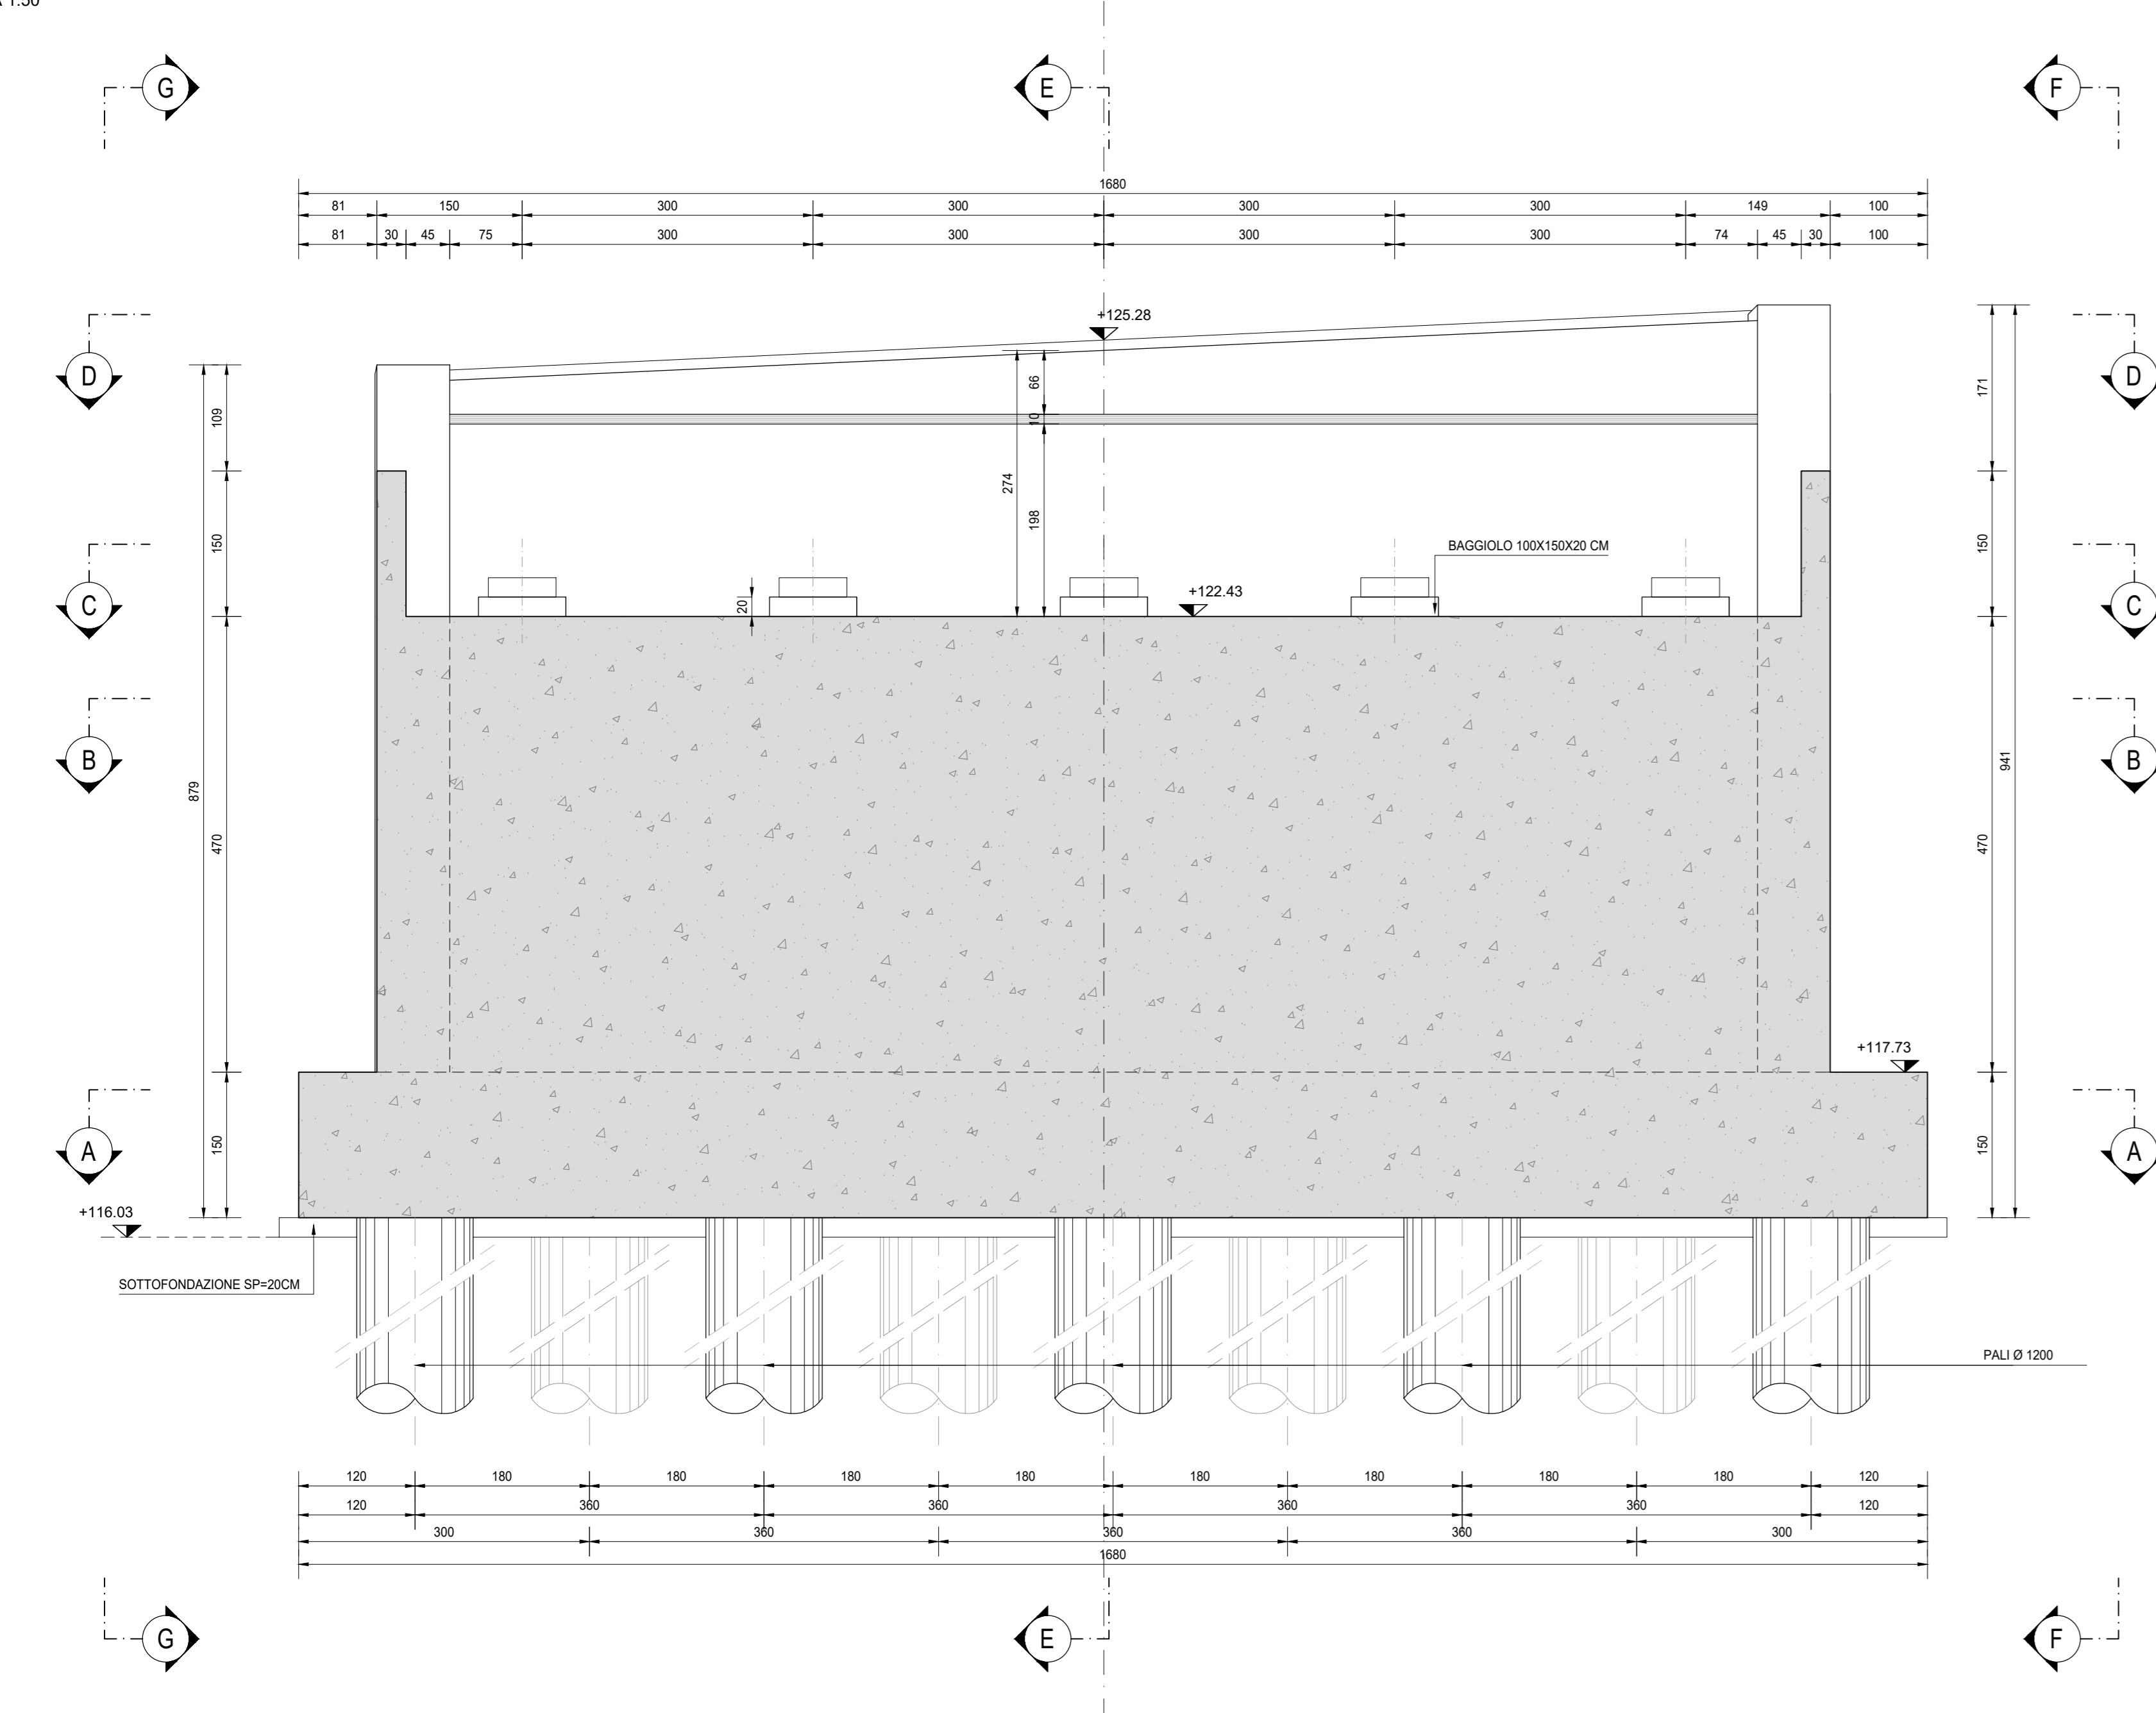 1:50
G
E
F
1680
81 150 300 300 300 300 149 100
81 30 45 75 300 300 300 300 74 45 30 100
+125.28
D
109
66
10
171
D
274
198
150
BAGGIOLO 100X150X20 CM
150
C
20
+122.43
C
B
879
470
470
941
B
+117.73
A
150
150
A
+116.03
SOTTOFONDAZIONE SP=20CM
PALI Ø 1200
120 180 180 180 180 180 180 180 180 120
120 360 360 360 360 120
300 360 360 360 300
1680
G
E
F